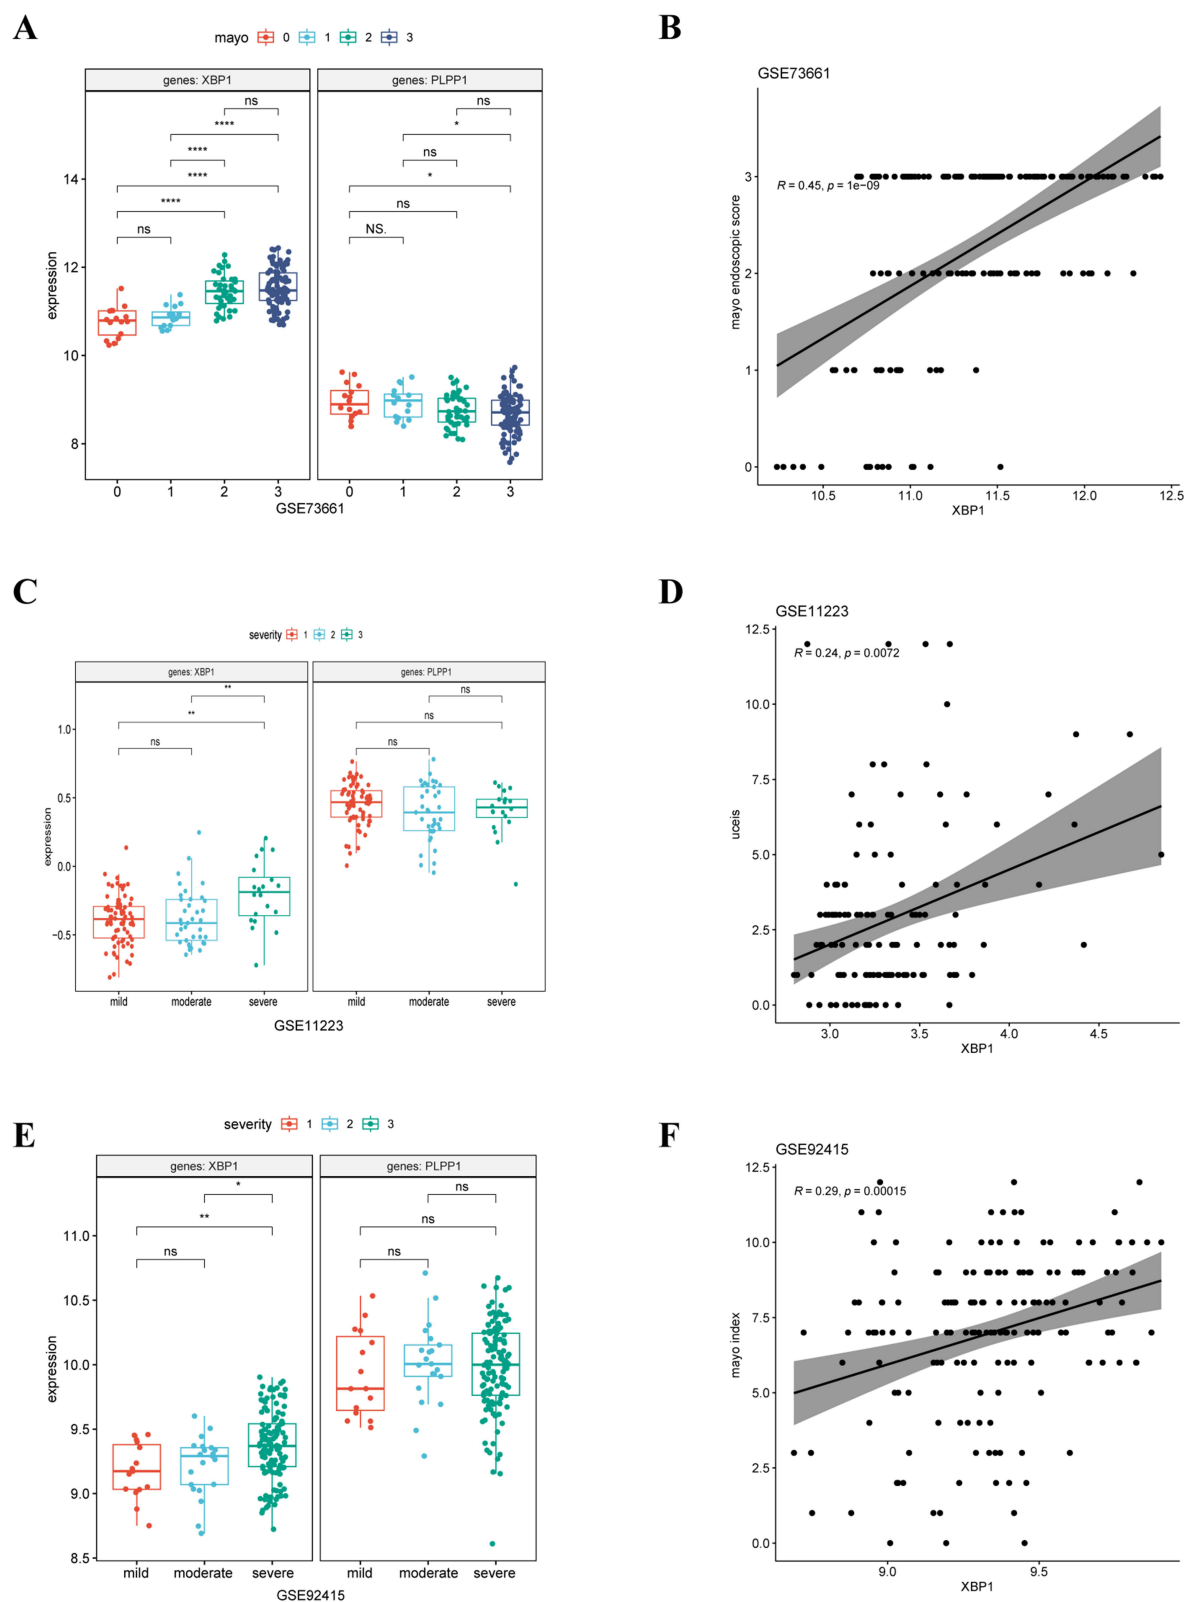 A
mayo 0 1 2 3
genes: XBP1
genes: PLPP1
ns
ns
****
*
****
ns
****
*
****
ns
ns
NS.
expression
14
12
10
8
0 1 2 3
0 1 2 3
GSE73661
B
GSE73661
R = 0.45, p = 1e−09
mayo endoscopic score
3
2
1
0
10.5 11.0 11.5 12.0 12.5
XBP1
C
severity 1 2 3
genes: XBP1
genes: PLPP1
**
ns
**
ns
ns
ns
expression
1.0
0.5
0.0
−0.5
mild moderate severe
mild moderate severe
GSE11223
D
GSE11223
R = 0.24, p = 0.0072
uceis
12.5
10.0
7.5
5.0
2.5
0.0
3.0 3.5 4.0 4.5
XBP1
E
severity 1 2 3
genes: XBP1
genes: PLPP1
*
ns
**
ns
ns
ns
expression
11.0
10.5
10.0
9.5
9.0
8.5
mild moderate severe
mild moderate severe
GSE92415
F
GSE92415
R = 0.29, p = 0.00015
mayo index
12.5
10.0
7.5
5.0
2.5
0.0
9.0 9.5
XBP1